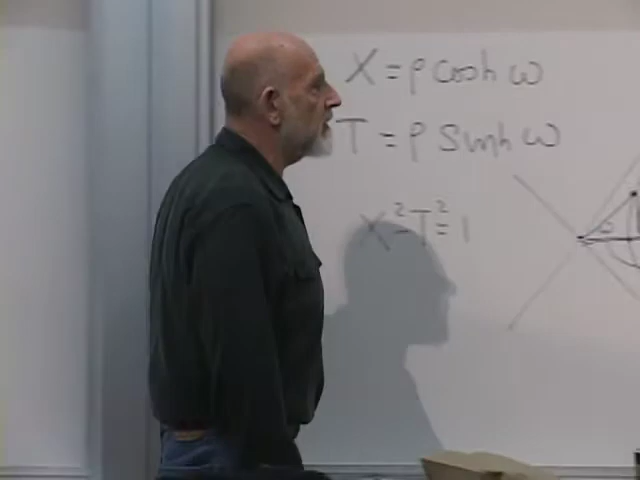 X = ρ cosh ω
T = ρ sinh ω
X² - T² = 1